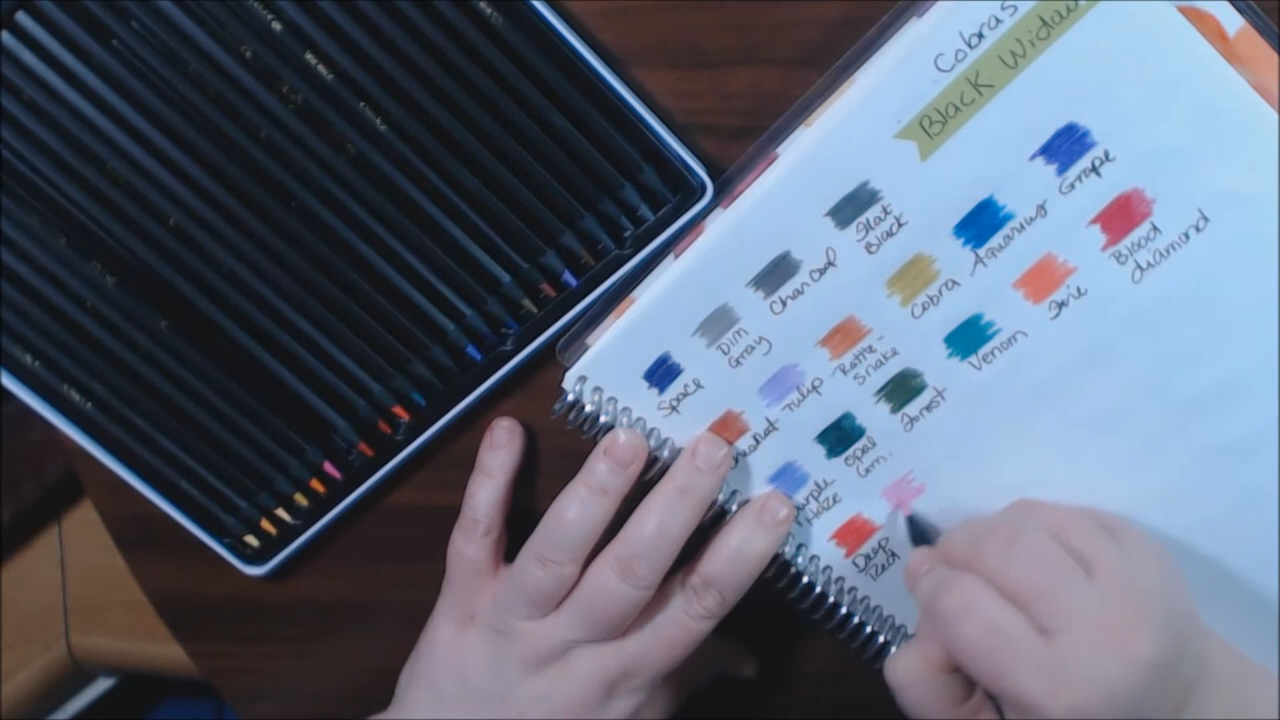 Cobras
Black Widow
Space
Dim
Gray
Charcoal
Flat
Black
Tulip
Rattle-
snake
Cobra
Aquarius
Grape
Purple
Haze
Opal
Grn.
Forest
Venom
Blood
diamond
Deep
Red